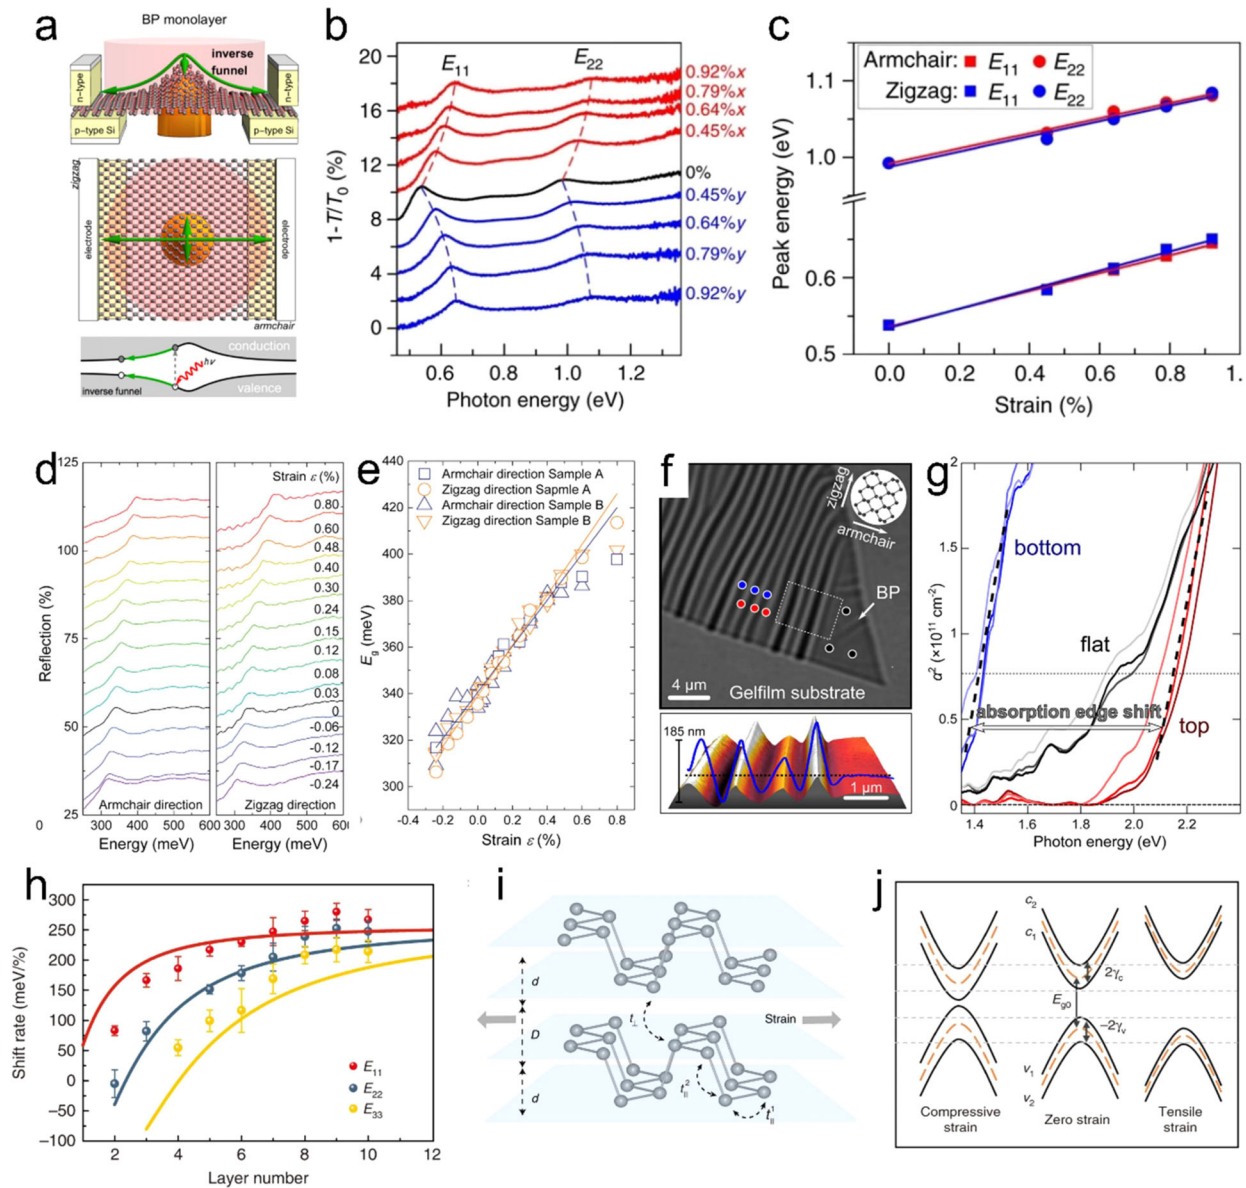 a
BP monolayer
inverse
funnel
n-type
n-type
p-type Si
p-type Si
zigzag
electrode
electrode
armchair
conduction
hν
inverse funnel
valence
b
E11
E22
0.92%x
0.79%x
0.64%x
0.45%x
0%
0.45%y
0.64%y
0.79%y
0.92%y
20
16
12
8
4
0
1-T/T0 (%)
0.6
0.8
1.0
1.2
Photon energy (eV)
c
Armchair: E11 E22
Zigzag: E11 E22
1.1
1.0
0.6
0.5
Peak energy (eV)
0.0
0.2
0.4
0.6
0.8
1.
Strain (%)
d
125
100
75
50
25
0
Reflection (%)
Strain ε (%)
0.80
0.60
0.48
0.40
0.30
0.24
0.15
0.12
0.08
0.03
0
-0.06
-0.12
-0.17
-0.24
Armchair direction
Zigzag direction
300 400 500 600
300 400 500 600
Energy (meV)
Energy (meV)
e
Armchair direction Sample A
Zigzag direction Sapmle A
Armchair direction Sample B
Zigzag direction Sample B
440
420
400
380
360
340
320
300
Eg (meV)
-0.4 -0.2 0.0 0.2 0.4 0.6 0.8
Strain ε (%)
f
zigzag
armchair
BP
4 µm
Gelfilm substrate
185 nm
1 µm
g
2
1.5
1
0.5
0
α² (×10¹¹ cm⁻²)
bottom
flat
absorption edge shift
top
1.4
1.6
1.8
2.0
2.2
Photon energy (eV)
h
300
250
200
150
100
50
0
−50
−100
Shift rate (meV/%)
E11
E22
E33
2
4
6
8
10
12
Layer number
i
d
D
d
t⊥
Strain
t∥²
t∥¹
j
c2
c1
2γc
Eg0
−2γv
v1
v2
Compressive
strain
Zero strain
Tensile
strain